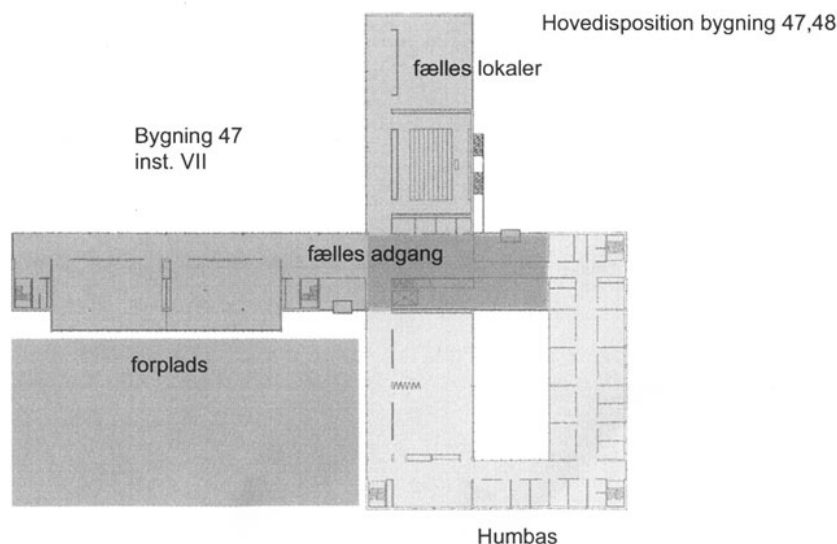 Hovedisposition bygning 47,48
fælles lokaler
Bygning 47
inst. VII
fælles adgang
forplads
Humbas